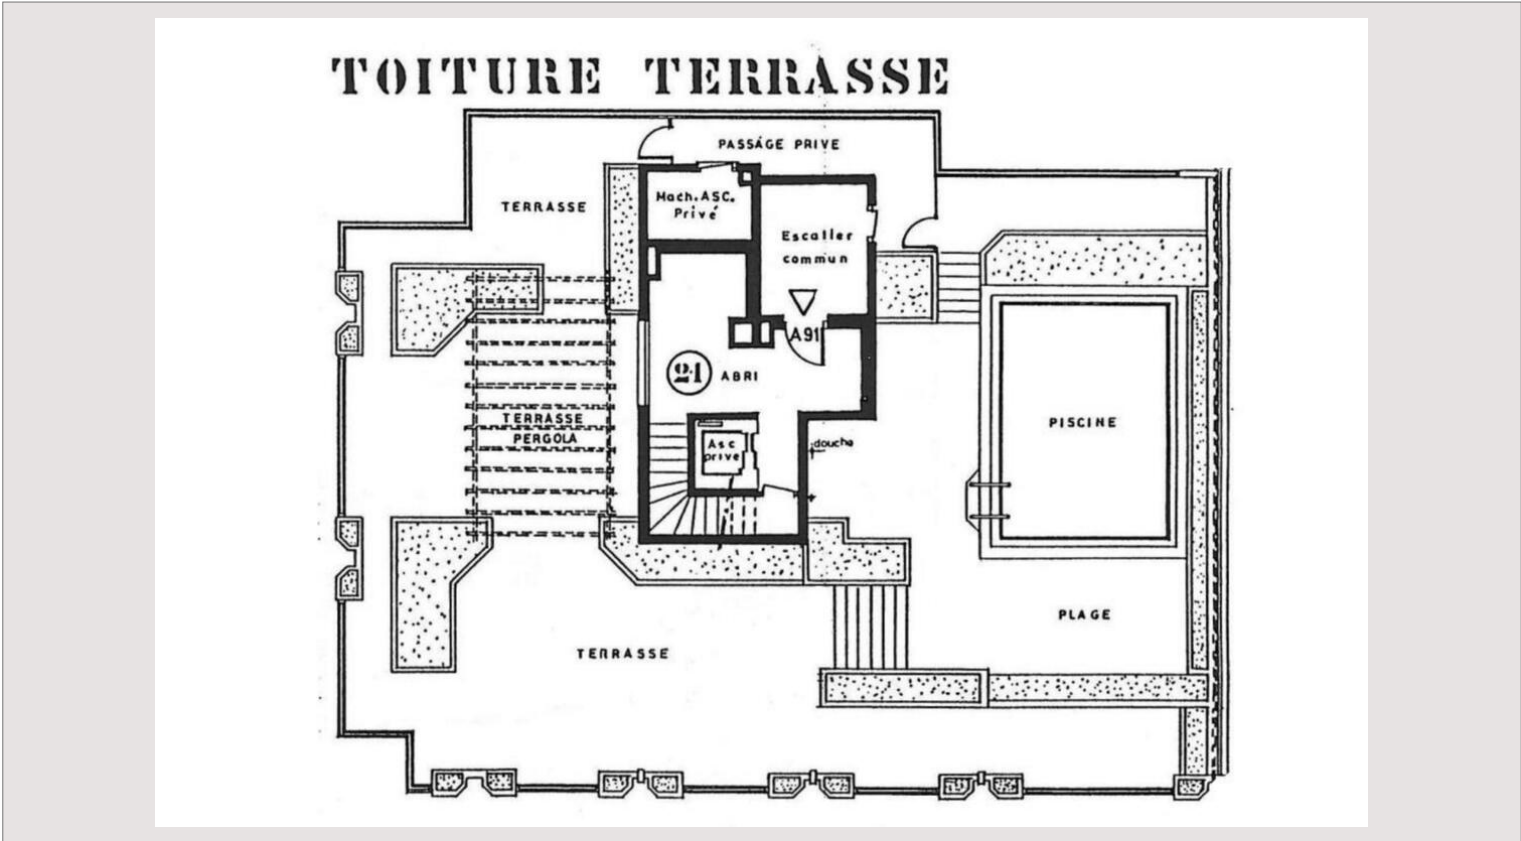 TOITURE TERRASSE
PASSAGE PRIVE
TERRASSE
Mach. ASC.
Privé
Escalier
commun
A91
21
ABRI
TERRASSE
PERGOLA
Asc
privé
douche
PISCINE
PLAGE
TERRASSE